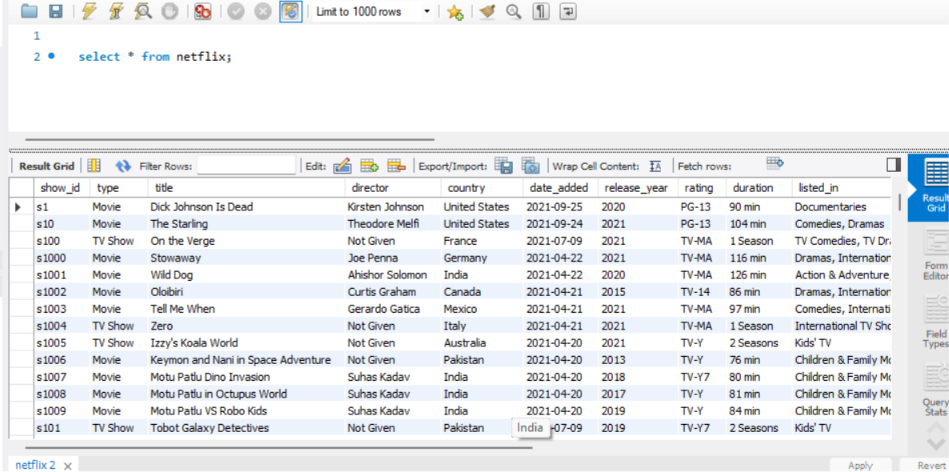 Limit to 1000 rows
1
2 select * from netflix;
Result Grid Filter Rows: Edit: Export/Import: Wrap Cell Content: Fetch rows:
show_id type title director country date_added release_year rating duration listed_in
s1 Movie Dick Johnson Is Dead Kirsten Johnson United States 2021-09-25 2020 PG-13 90 min Documentaries
s10 Movie The Starling Theodore Melfi United States 2021-09-24 2021 PG-13 104 min Comedies, Dramas
s100 TV Show On the Verge Not Given France 2021-07-09 2021 TV-MA 1 Season TV Comedies, TV Dr
s1000 Movie Stowaway Joe Penna Germany 2021-04-22 2021 TV-MA 116 min Dramas, Internation
s1001 Movie Wild Dog Ahishor Solomon India 2021-04-22 2020 TV-MA 126 min Action & Adventure,
s1002 Movie Oloibiri Curtis Graham Canada 2021-04-21 2015 TV-14 86 min Dramas, Internation
s1003 Movie Tell Me When Gerardo Gatica Mexico 2021-04-21 2021 TV-MA 97 min Comedies, Internati
s1004 TV Show Zero Not Given Italy 2021-04-21 2021 TV-MA 1 Season International TV Sho
s1005 TV Show Izzy's Koala World Not Given Australia 2021-04-20 2021 TV-Y 2 Seasons Kids' TV
s1006 Movie Keymon and Nani in Space Adventure Not Given Pakistan 2021-04-20 2013 TV-Y 76 min Children & Family Mo
s1007 Movie Motu Patlu Dino Invasion Suhas Kadav India 2021-04-20 2018 TV-Y7 80 min Children & Family Mo
s1008 Movie Motu Patlu in Octupus World Suhas Kadav India 2021-04-20 2017 TV-Y 81 min Children & Family Mo
s1009 Movie Motu Patlu VS Robo Kids Suhas Kadav India 2021-04-20 2019 TV-Y 84 min Children & Family Mo
s101 TV Show Tobot Galaxy Detectives Not Given Pakistan India -07-09 2019 TV-Y7 2 Seasons Kids' TV
Result
Grid
Form
Editor
Field
Types
Query
Stats
netflix 2 Apply Revert